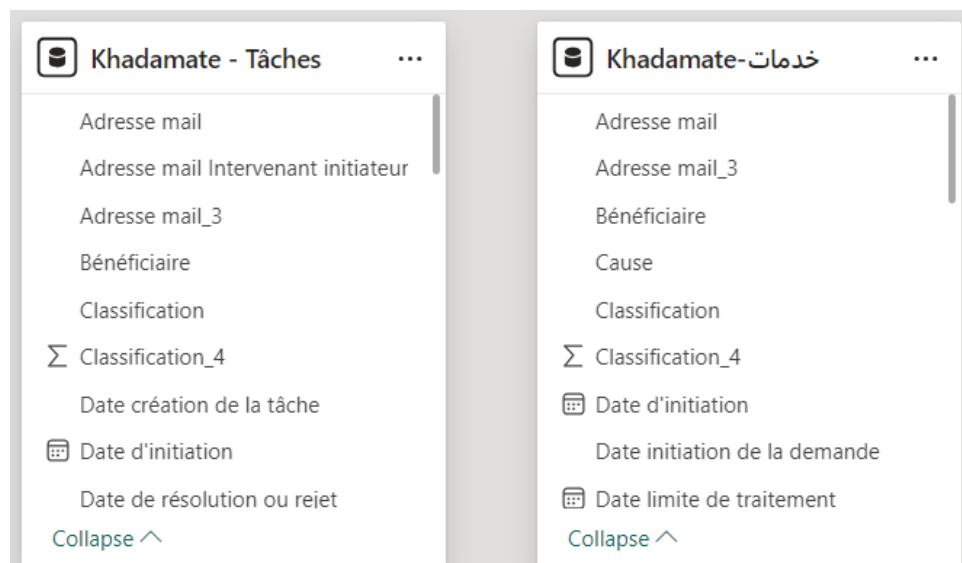 Khadamate - Tâches
Adresse mail
Adresse mail Intervenant initiateur
Adresse mail_3
Bénéficiaire
Classification
Classification_4
Date création de la tâche
Date d'initiation
Date de résolution ou rejet
Collapse
Khadamate-خدمات
Adresse mail
Adresse mail_3
Bénéficiaire
Cause
Classification
Classification_4
Date d'initiation
Date initiation de la demande
Date limite de traitement
Collapse